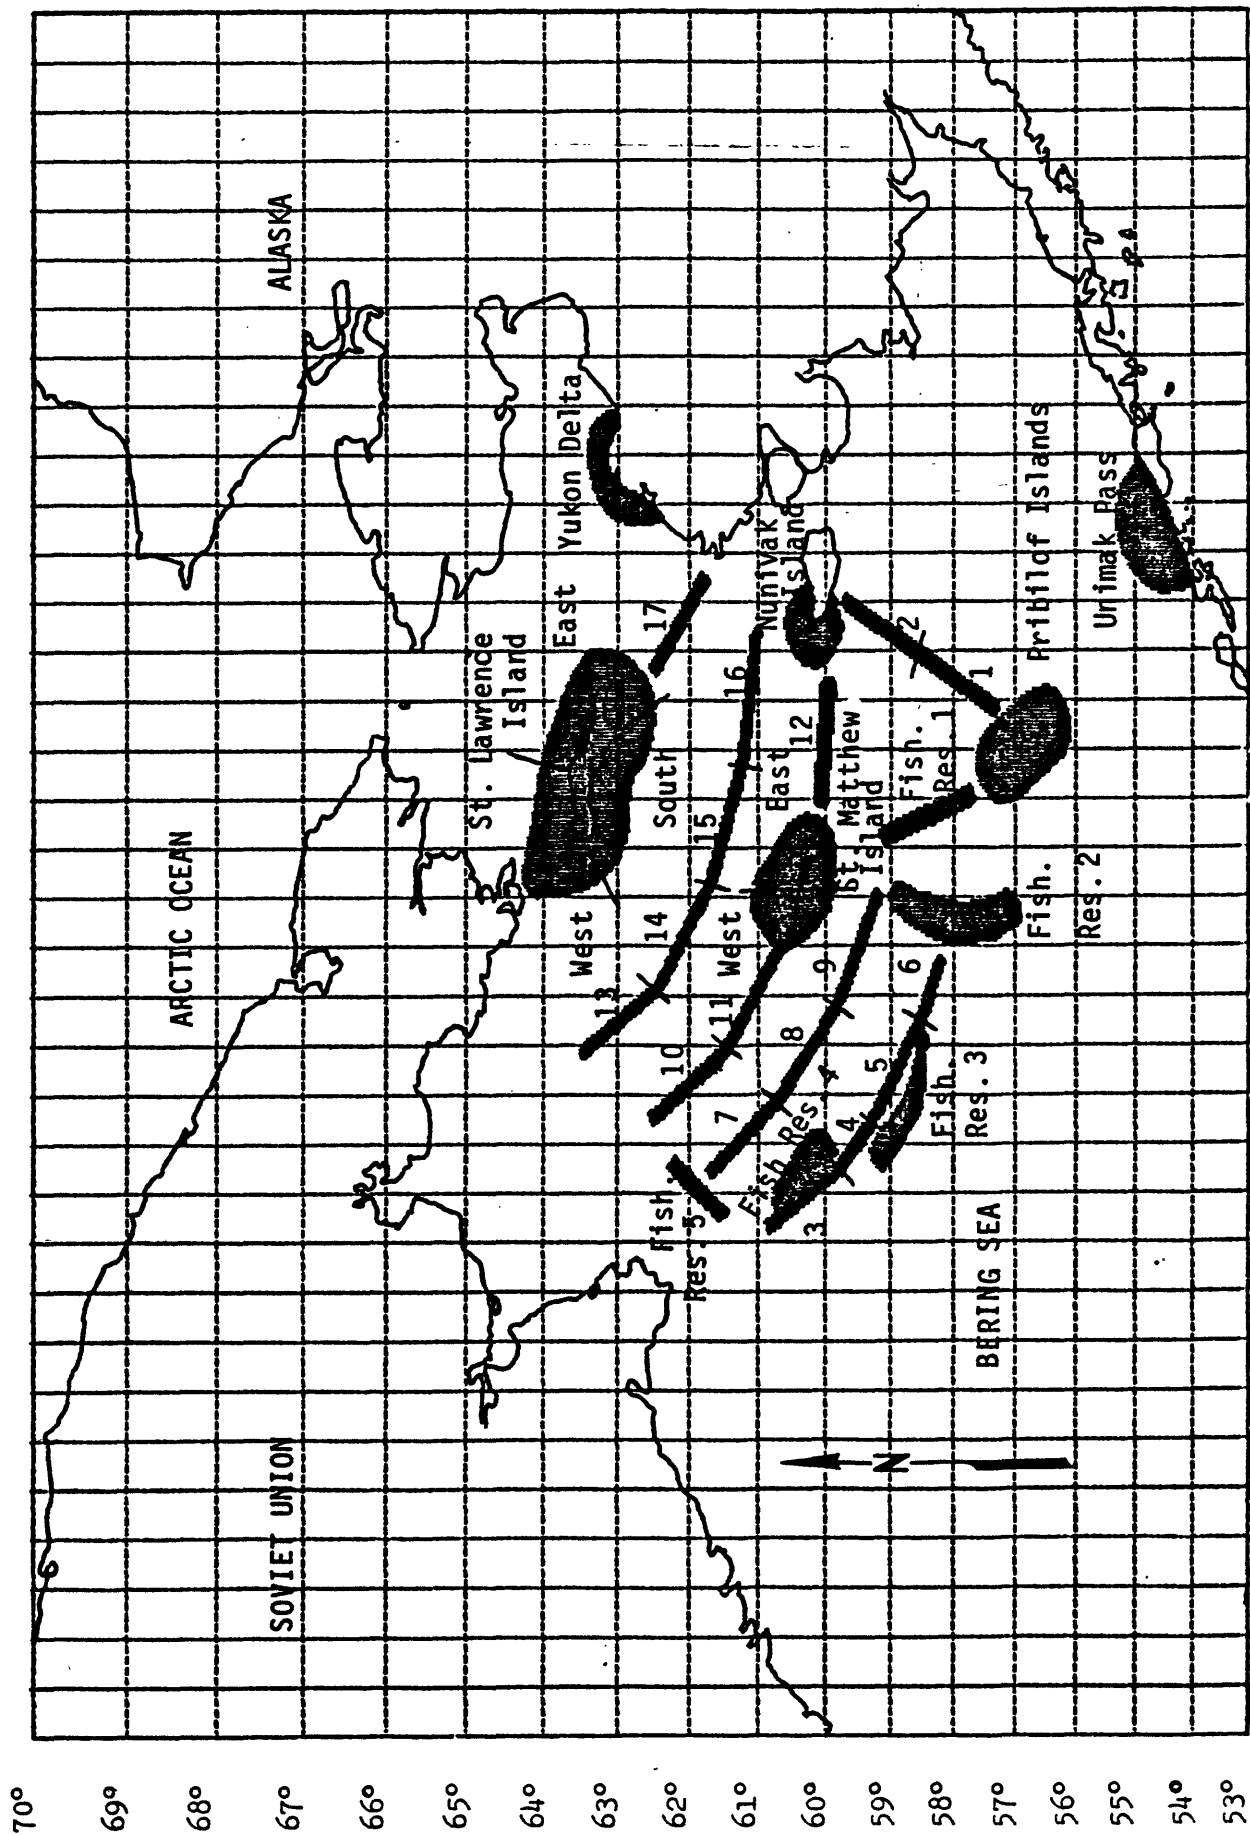 70°
69°
68°
67°
66°
65°
64°
63°
62°
61°
60°
59°
58°
57°
56°
55°
54°
53°
ARCTIC OCEAN
ALASKA
SOVIET UNION
St. Lawrence
Island
East
Yukon Delta
West
South
17
13
14
15
16
Nunivak
Island
10
11
West
East
12
St. Matthew
Island
Fish.
Res. 5
7
8
9
Fish Res. 4
3
4
5
6
Fish.
Res. 3
Fish.
Res. 2
Fish.
Res. 1
2
1
Pribilof Islands
Unimak Pass
BERING SEA
N